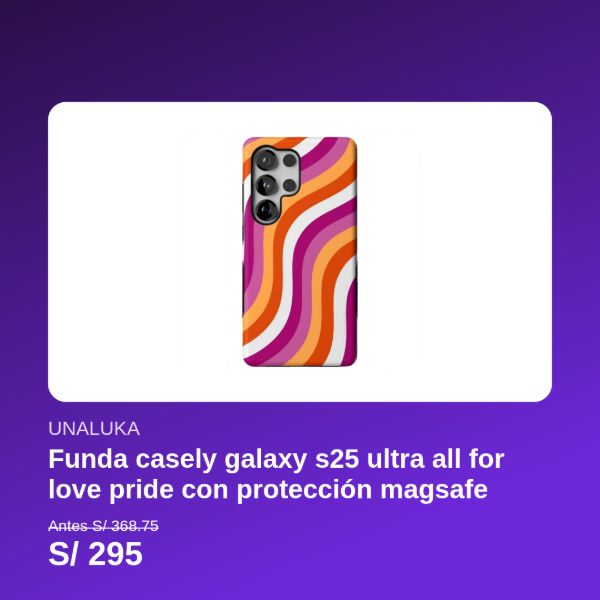 UNALUKA
Funda casely galaxy s25 ultra all for
love pride con protección magsafe
Antes S/ 368.75
S/ 295